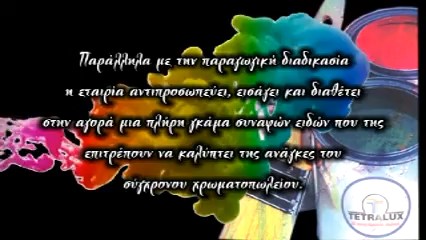 Παράλληλα με την παραγωγική διαδικασία
η εταιρία αντιπροσωπεύει, εισάγει και διαθέτει
στην αγορά μια πλήρη γκάμα συναφών ειδών που της
επιτρέπουν να καλύπτει της ανάγκες του
σύγχρονου χρωματοπωλείου.
TETRALUX